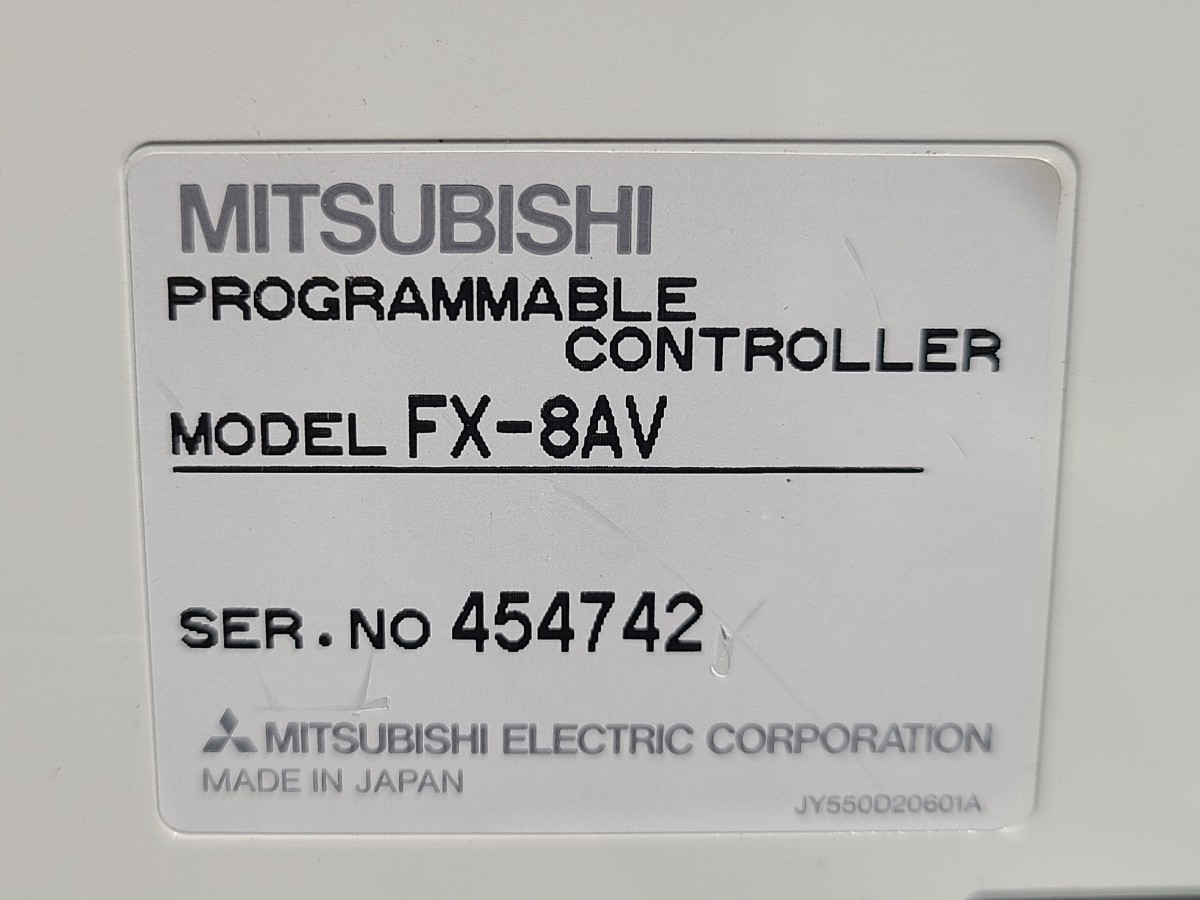 MITSUBISHI
PROGRAMMABLE
CONTROLLER
MODEL FX-8AV
SER.NO 454742
MITSUBISHI ELECTRIC CORPORATION
MADE IN JAPAN
JY550D20601A